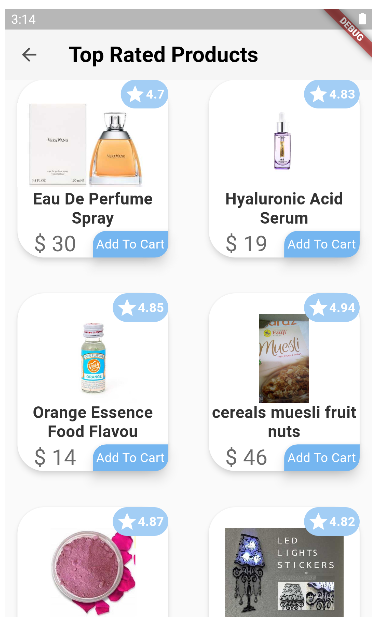 3:14
DEBUG
Top Rated Products
4.7
4.83
VERA WANG
Eau De Perfume
Spray
Hyaluronic Acid
Serum
$ 30
Add To Cart
$ 19
Add To Cart
4.85
4.94
Muesli
Orange Essence
Food Flavou
cereals muesli fruit
nuts
$ 14
Add To Cart
$ 46
Add To Cart
4.87
4.82
LED
LIGHTS
STICKERS